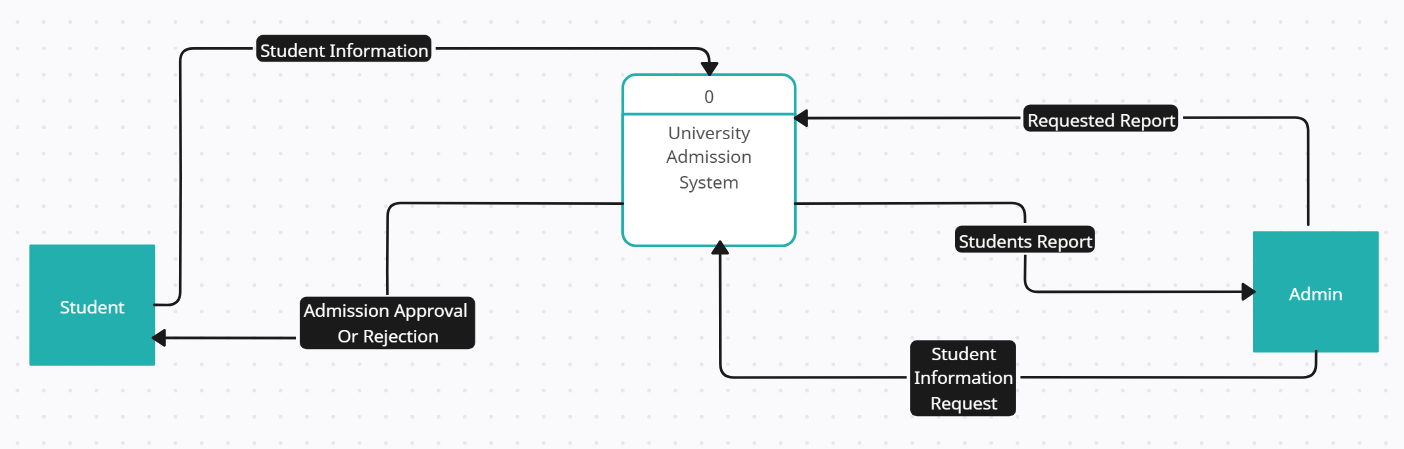 Student Information
0
University
Admission
System
Requested Report
Students Report
Student
Admission Approval
Or Rejection
Admin
Student
Information
Request